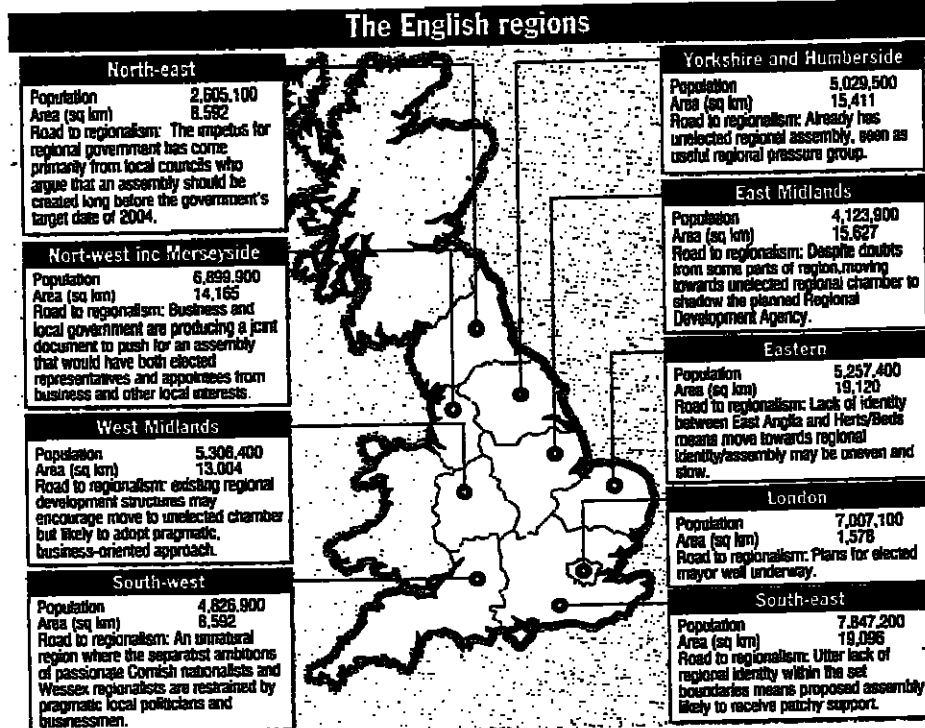 The English regions
North-east
Population 2,605,100
Area (sq km) 8,592
Road to regionalism: The impetus for
regional government has come
primarily from local councils who
argue that an assembly should be
created long before the government's
target date of 2004.
Nort-west inc Merseyside
Population 6,899,900
Area (sq km) 14,165
Road to regionalism: Business and
local government are producing a joint
document to push for an assembly
that would have both elected
representatives and appointees from
business and other local interests.
West Midlands
Population 5,306,400
Area (sq km) 13,004
Road to regionalism: existing regional
development structures may
encourage move to unelected chamber
but likely to adopt pragmatic,
business-oriented approach.
South-west
Population 4,826,900
Area (sq km) 8,592
Road to regionalism: An unnatural
region where the separatist ambitions
of passionate Cornish nationalists and
Wessex regionalists are restrained by
pragmatic local politicians and
businessmen.
Yorkshire and Humberside
Population 5,029,500
Area (sq km) 15,411
Road to regionalism: Already has
unelected regional assembly, seen as
useful regional pressure group.
East Midlands
Population 4,123,900
Area (sq km) 15,627
Road to regionalism: Despite doubts
from some parts of region,moving
towards unelected regional chamber to
shadow the planned Regional
Development Agency.
Eastern
Population 5,257,400
Area (sq km) 19,120
Road to regionalism: Lack of identity
between East Anglia and Herts/Beds
means move towards regional
identity/assembly may be uneven and
slow.
London
Population 7,007,100
Area (sq km) 1,578
Road to regionalism: Plans for elected
mayor well underway.
South-east
Population 7,847,200
Area (sq km) 19,096
Road to regionalism: Utter lack of
regional identity within the set
boundaries means proposed assembly
likely to receive patchy support.